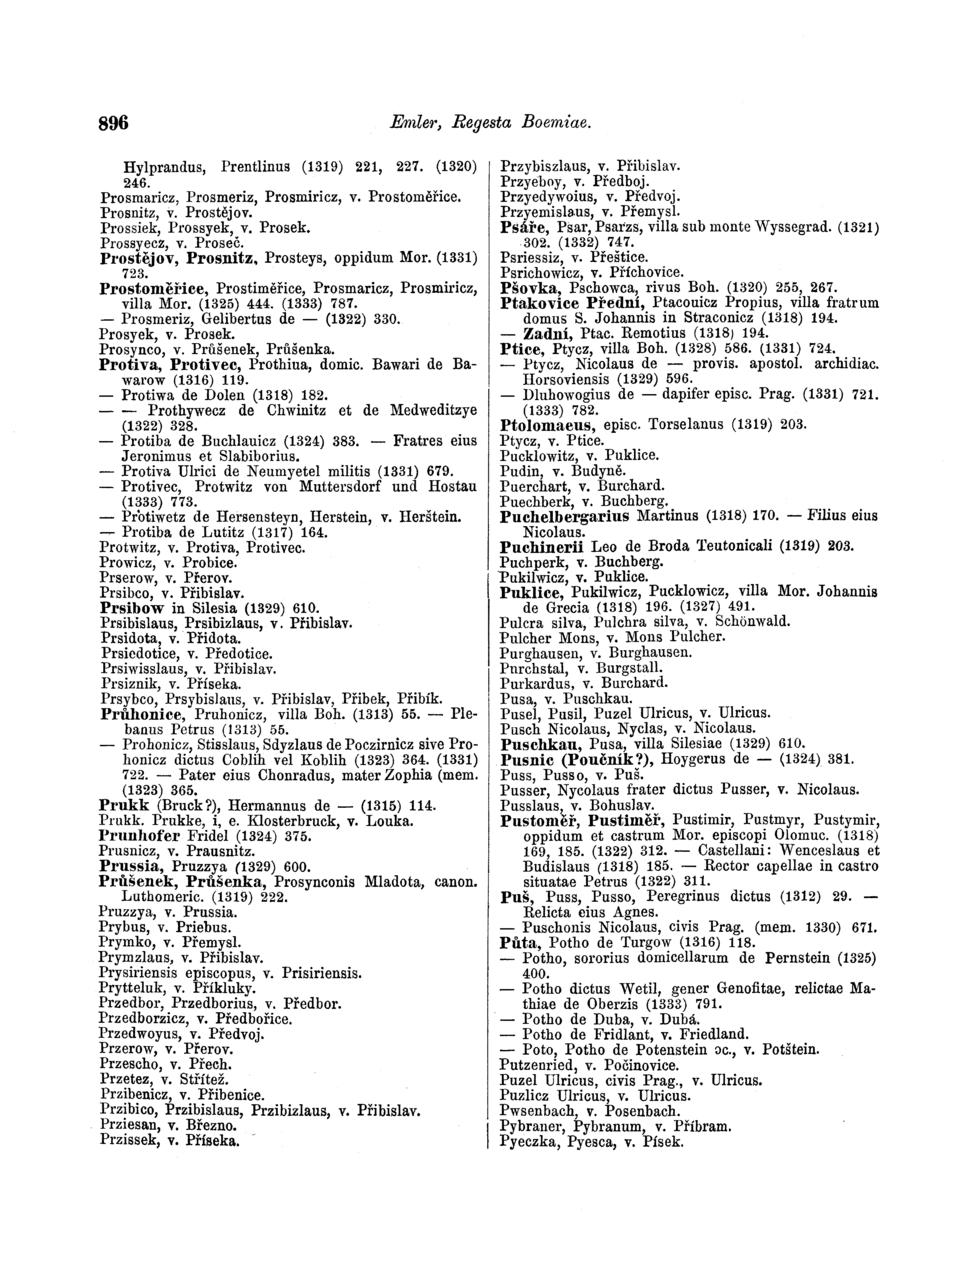 896
Emler, Regesta Boemiae.
Hylprandus, Prentlinus (1319) 221, 227. (1320)
246.
Prosmaricz, Prosmeriz, Prosmiricz, v. Prostoměřice.
Prosnitz, v. Prostějov.
Prossiek, Prossyek, v. Prosek.
Prossyecz, v. Proseč.
Prostějov, Prosnitz, Prosteys, oppidum Mor. (1331)
723.
Prostoměřice, Prostiměřice, Prosmaricz, Prosmiricz,
villa Mor. (1325) 444. (1333) 787.
— Prosmeriz, Gelibertus de — (1322) 330.
Prosyek, v. Prosek.
Prosynco, v. Průšenek, Průšenka.
Protiva, Protivec, Prothiua, domic. Bawari de Ba-
warow (1316) 119.
— Protiwa de Dolen (1318) 182.
— — Prothywecz de Chwinitz et de Medweditzye
(1322) 328.
— Protiba de Buchlauicz (1324) 383. — Fratres eius
Jeronimus et Slabiborius.
— Protiva Ulrici de Neumyetel militis (1331) 679.
— Protivec, Protwitz von Muttersdorf und Hostau
(1333) 773.
— Protiwetz de Hersensteyn, Herstein, v. Herštein.
— Protiba de Lutitz (1317) 164.
Protwitz, v. Protiva, Protivec.
Prowicz, v. Probice.
Prserow, v. Přerov.
Prsibco, v. Přibislav.
Prsibow in Silesia (1329) 610.
Prsibislaus, Prsibizlaus, v. Přibislav.
Prsidota, v. Přidota.
Prsiedotice, v. Předotice.
Prsiwisslaus, v. Přibislav.
Prsiznik, v. Příseka.
Prsybco, Prsybislaus, v. Přibislav, Přibek, Přibík.
Průhonice, Pruhonicz, villa Boh. (1313) 55. — Ple-
banus Petrus (1313) 55.
— Prohonicz, Stisslaus, Sdyzlaus de Poczirnicz sive Pro-
honicz dictus Coblih vel Koblih (1323) 364. (1331)
722. — Pater eius Chonradus, mater Zophia (mem.
(1323) 365.
Prukk (Bruck?), Hermannus de — (1315) 114.
Prukk. Prukke, i, e. Klosterbruck, v. Louka.
Prunhofer Fridel (1324) 375.
Prusnicz, v. Prausnitz.
Prussia, Pruzzya (1329) 600.
Průšenek, Průšenka, Prosynconis Mladota, canon.
Luthomeric. (1319) 222.
Pruzzya, v. Prussia.
Prybus, v. Priebus.
Prymko, v. Přemysl.
Prymzlaus, v. Přibislav.
Prysiriensis episcopus, v. Prisiriensis.
Prytteluk, v. Příkluky.
Przedbor, Przedborius, v. Předbor.
Przedborzicz, v. Předbořice.
Przedwoyus, v. Předvoj.
Przerow, v. Přerov.
Przescho, v. Přech.
Przetez, v. Střítež.
Przibenicz, v. Přibenice.
Przibico, Przibislaus, Przibizlaus, v. Přibislav.
Prziesan, v. Březno.
Przissek, v. Příseka.
Przybiszlaus, v. Přibislav.
Przyeboy, v. Předboj.
Przyedywoius, v. Předvoj.
Przyemislaus, v. Přemysl.
Psáře, Psar, Psarzs, villa sub monte Wyssegrad. (1321)
302. (1332) 747.
Psriessiz, v. Přeštice.
Psrichowicz, v. Příchovice.
Pšovka, Pschowca, rivus Boh. (1320) 255, 267.
Ptakovice Přední, Ptacouicz Propius, villa fratrum
domus S. Johannis in Straconicz (1318) 194.
— Zadní, Ptac. Remotius (1318) 194.
Ptice, Ptycz, villa Boh. (1328) 586. (1331) 724.
— Ptycz, Nicolaus de — provis. apostol. archidiac.
Horsoviensis (1329) 596.
— Dluhowogius de — dapifer episc. Prag. (1331) 721.
(1333) 782.
Ptolomaeus, episc. Torselanus (1319) 203.
Ptycz, v. Ptice.
Pucklowitz, v. Puklice.
Pudin, v. Budyně.
Puerchart, v. Burchard.
Puechberk, v. Buchberg.
Puchelbergarius Martinus (1318) 170. — Filius eius
Nicolaus.
Puchinerii Leo de Broda Teutonicali (1319) 203.
Puchperk, v. Buchberg.
Pukilwicz, v. Puklice.
Puklice, Pukilwicz, Pucklowicz, villa Mor. Johannis
de Grecia (1318) 196. (1327) 491.
Pulcra silva, Pulchra silva, v. Schönwald.
Pulcher Mons, v. Mons Pulcher.
Purghausen, v. Burghausen.
Purchstal, v. Burgstall.
Purkardus, v. Burchard.
Pusa, v. Puschkau.
Pusel, Pusil, Puzel Ulricus, v. Ulricus.
Pusch Nicolaus, Nyclas, v. Nicolaus.
Puschkau, Pusa, villa Silesiae (1329) 610.
Pusnic (Poučník?), Hoygerus de — (1324) 381.
Puss, Pusso, v. Puš.
Pusser, Nycolaus frater dictus Pusser, v. Nicolaus.
Pusslaus, v. Bohuslav.
Pustoměř, Pustiměř, Pustimir, Pustmyr, Pustymir,
oppidum et castrum Mor. episcopi Olomuc. (1318)
169, 185. (1322) 312. — Castellani: Wenceslaus et
Budislaus (1318) 185. — Rector capellae in castro
situatae Petrus (1322) 311.
Puš, Puss, Pusso, Peregrinus dictus (1312) 29. —
Relicta eius Agnes.
— Puschonis Nicolaus, civis Prag. (mem. 1330) 671.
Půta, Potho de Turgow (1316) 118.
— Potho, sororius domicellarum de Pernstein (1325)
400.
— Potho dictus Wetil, gener Genofitae, relictae Ma-
thiae de Oberzis (1333) 791.
— Potho de Duba, v. Dubá.
— Potho de Fridlant, v. Friedland.
— Poto, Potho de Potenstein ɔc., v. Potštein.
Putzenried, v. Počinovice.
Puzel Ulricus, civis Prag., v. Ulricus.
Puzlicz Ulricus, v. Ulricus.
Pwsenbach, v. Posenbach.
Pybraner, Pybranum, v. Příbram.
Pyeczka, Pyesca, v. Písek.